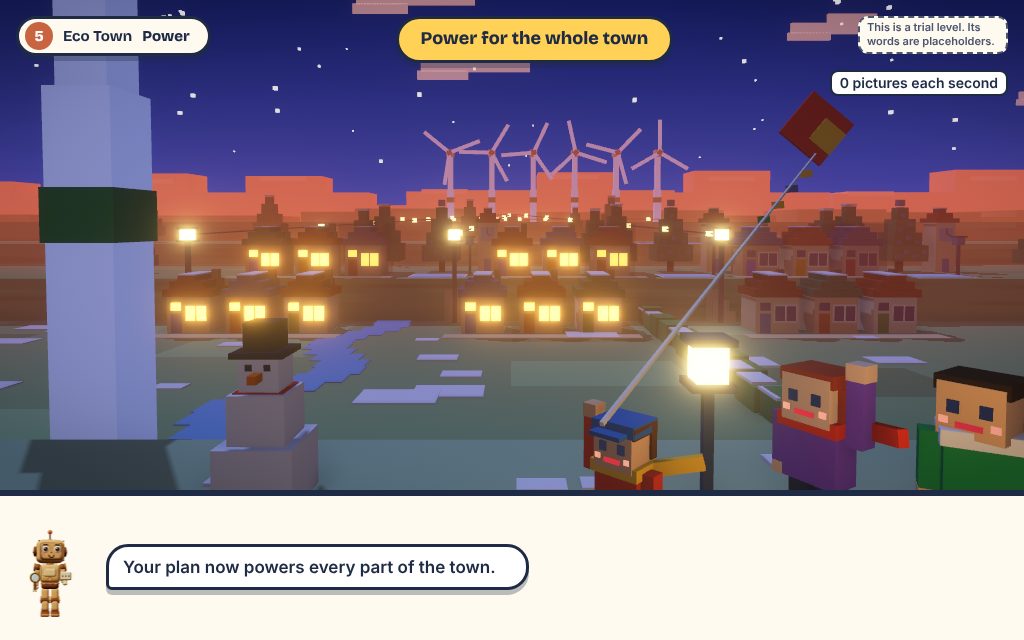 5 Eco Town Power
Power for the whole town
This is a trial level. Its
words are placeholders.
0 pictures each second
Your plan now powers every part of the town.